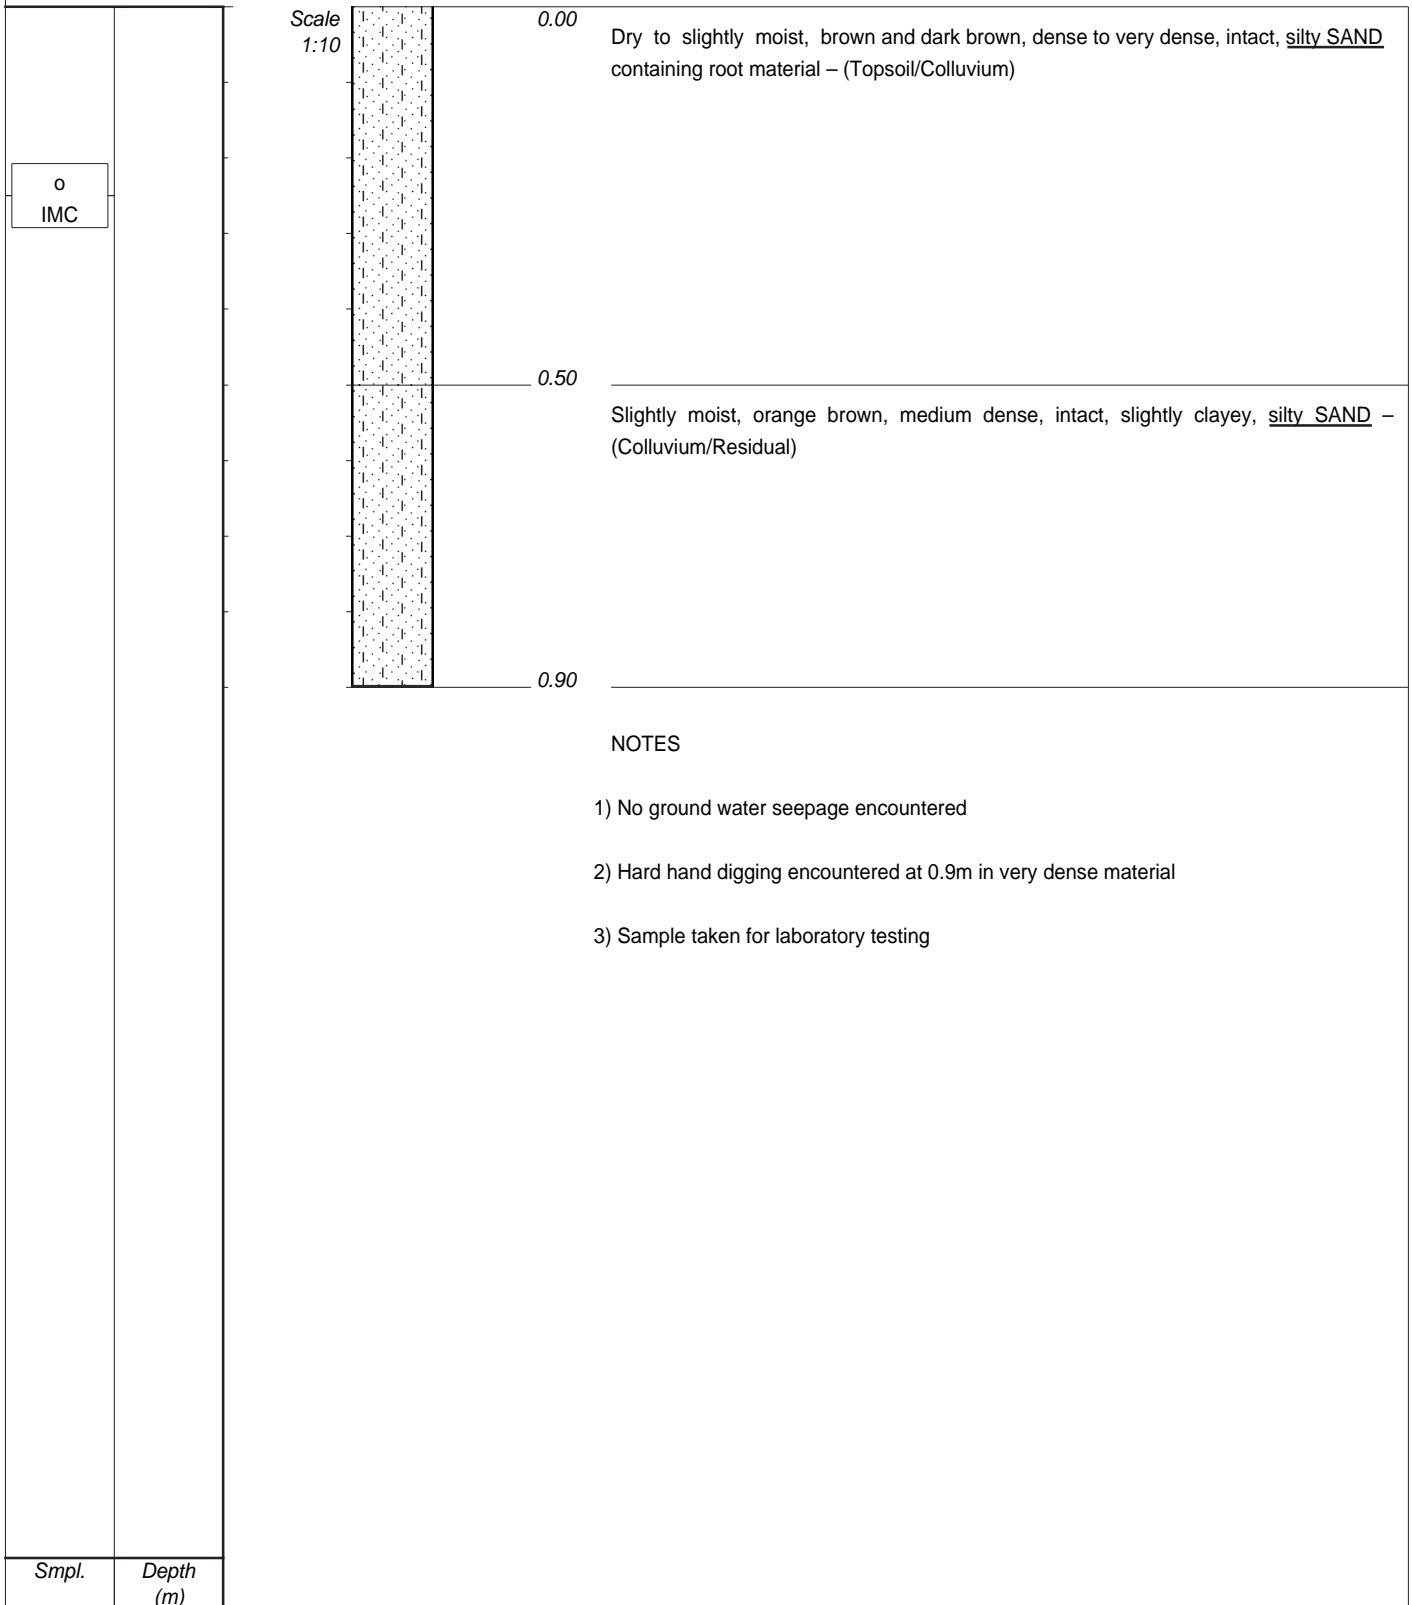 Scale
1:10
0.00
Dry to slightly moist, brown and dark brown, dense to very dense, intact, silty SAND
containing root material – (Topsoil/Colluvium)
o
IMC
0.50
Slightly moist, orange brown, medium dense, intact, slightly clayey, silty SAND –
(Colluvium/Residual)
0.90
NOTES
1) No ground water seepage encountered
2) Hard hand digging encountered at 0.9m in very dense material
3) Sample taken for laboratory testing
Smpl.
Depth
(m)